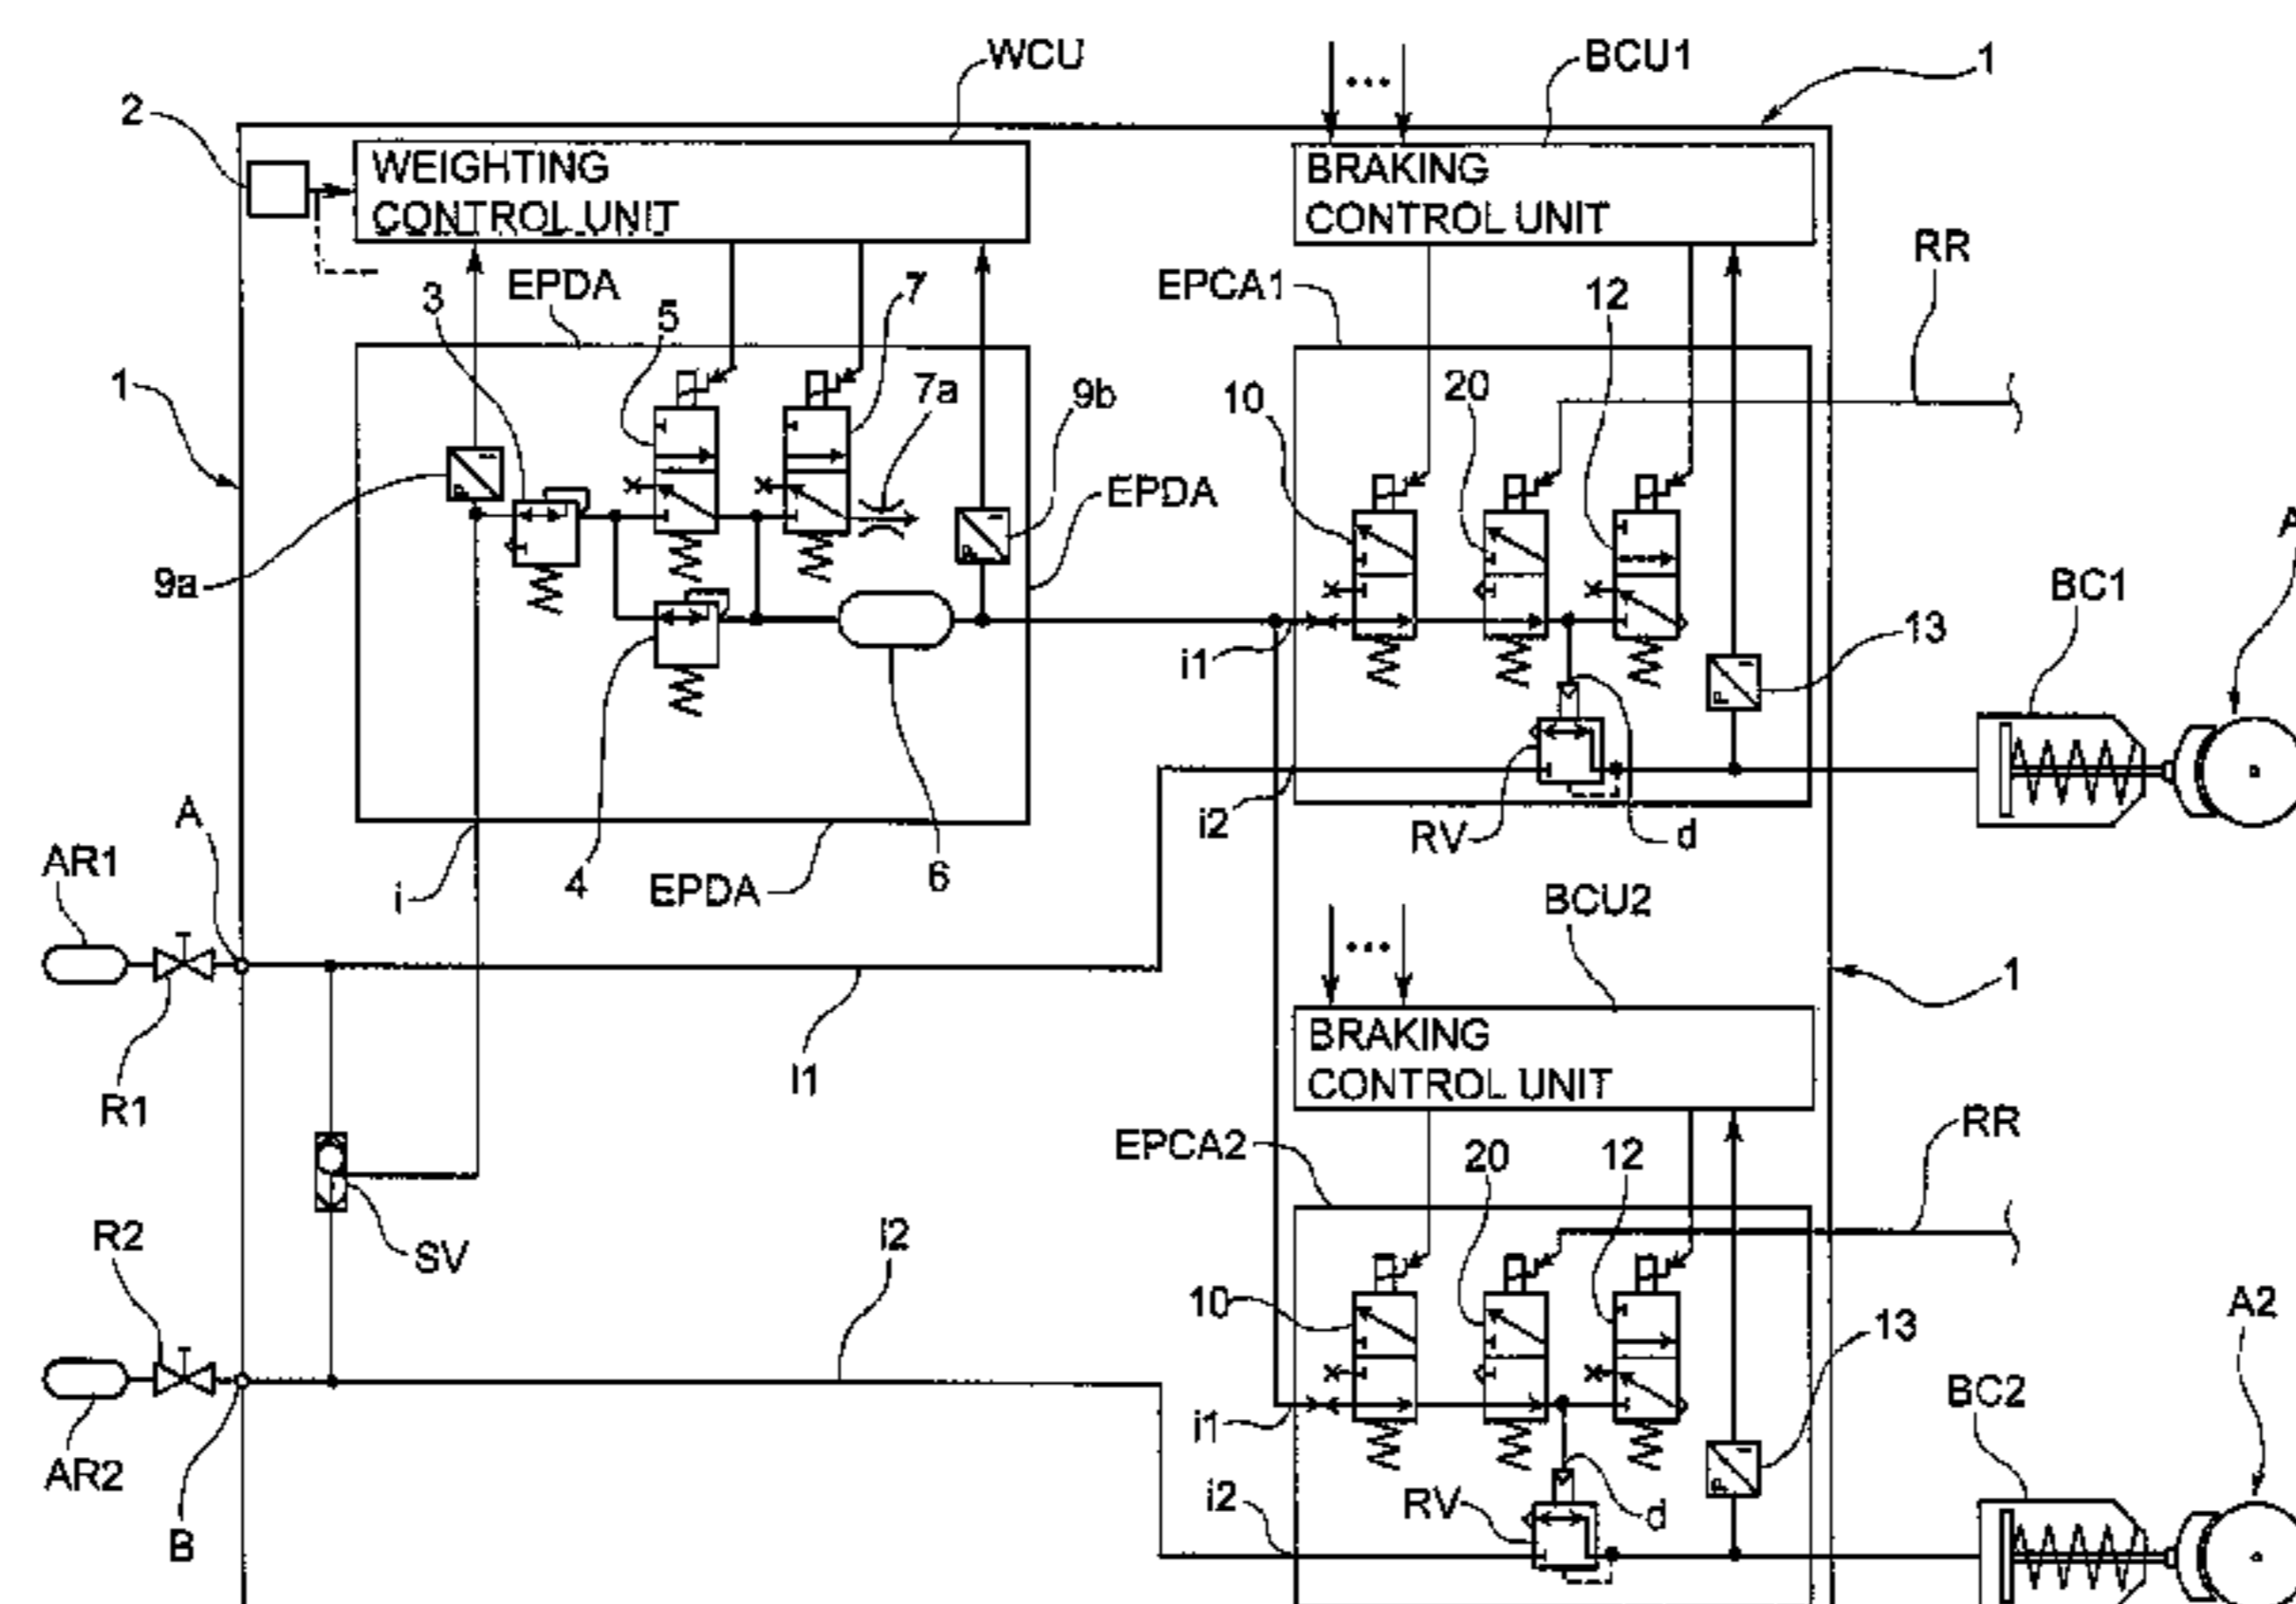 WCU
BCU1
1
2
WEIGHTING
CONTROL UNIT
BRAKING
CONTROL UNIT
RR
3
EPDA
5
7
EPCA1
12
1
7a
9b
10
20
EPDA
A
9a
BC1
i1
13
A
4
6
i2
RV
d
AR1
i
EPDA
BCU2
1
R1
I1
BRAKING
CONTROL UNIT
EPCA2
20
12
RR
R2
SV
I2
10
13
A2
BC2
AR2
i1
B
i2
RV
d
P
P
P
P